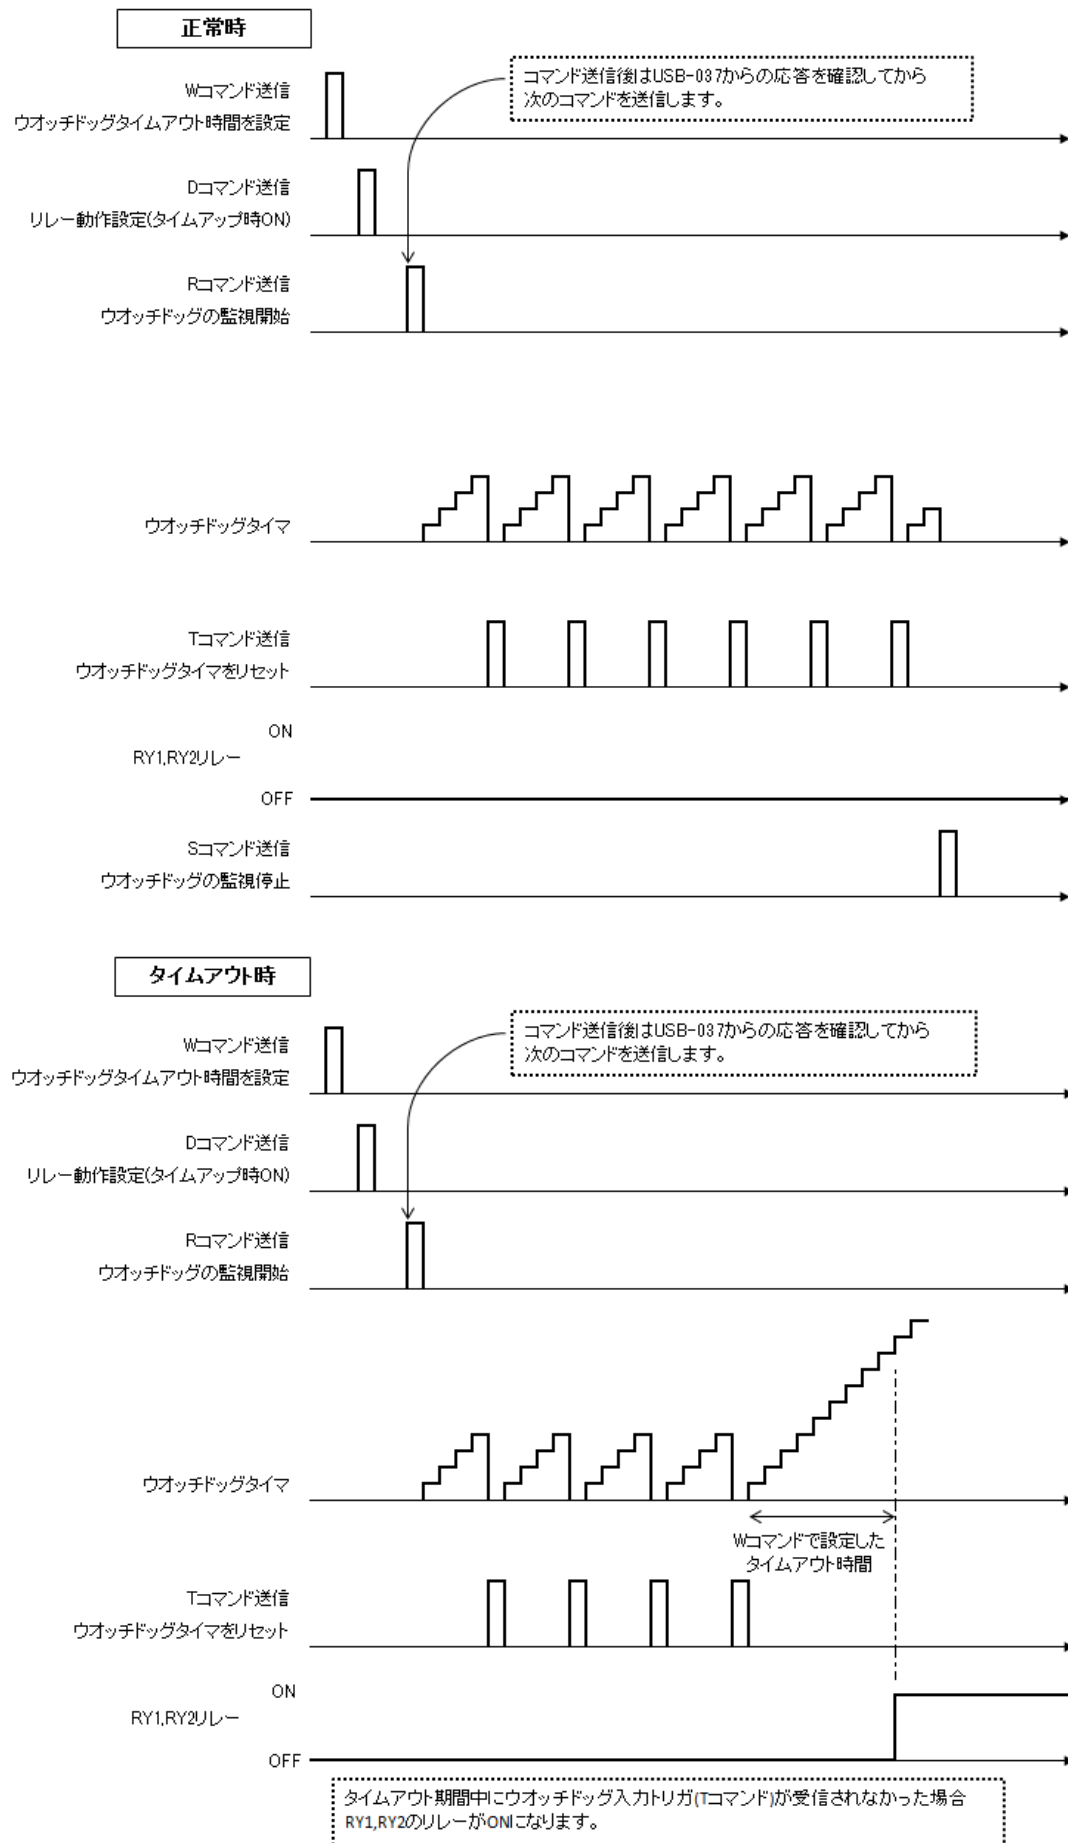 正常時
コマンド送信後はUSB-037からの応答を確認してから
次のコマンドを送信します。
Wコマンド送信
ウオッチドッグタイムアウト時間を設定
Dコマンド送信
リレー動作設定(タイムアップ時ON)
Rコマンド送信
ウオッチドッグの監視開始
ウオッチドッグタイマ
Tコマンド送信
ウオッチドッグタイマをリセット
ON
RY1,RY2リレー
OFF
Sコマンド送信
ウオッチドッグの監視停止
タイムアウト時
コマンド送信後はUSB-037からの応答を確認してから
次のコマンドを送信します。
Wコマンド送信
ウオッチドッグタイムアウト時間を設定
Dコマンド送信
リレー動作設定(タイムアップ時ON)
Rコマンド送信
ウオッチドッグの監視開始
ウオッチドッグタイマ
Wコマンドで設定した
タイムアウト時間
Tコマンド送信
ウオッチドッグタイマをリセット
ON
RY1,RY2リレー
OFF
タイムアウト期間中にウオッチドッグ入力トリガ(Tコマンド)が受信されなかった場合
RY1,RY2のリレーがONになります。